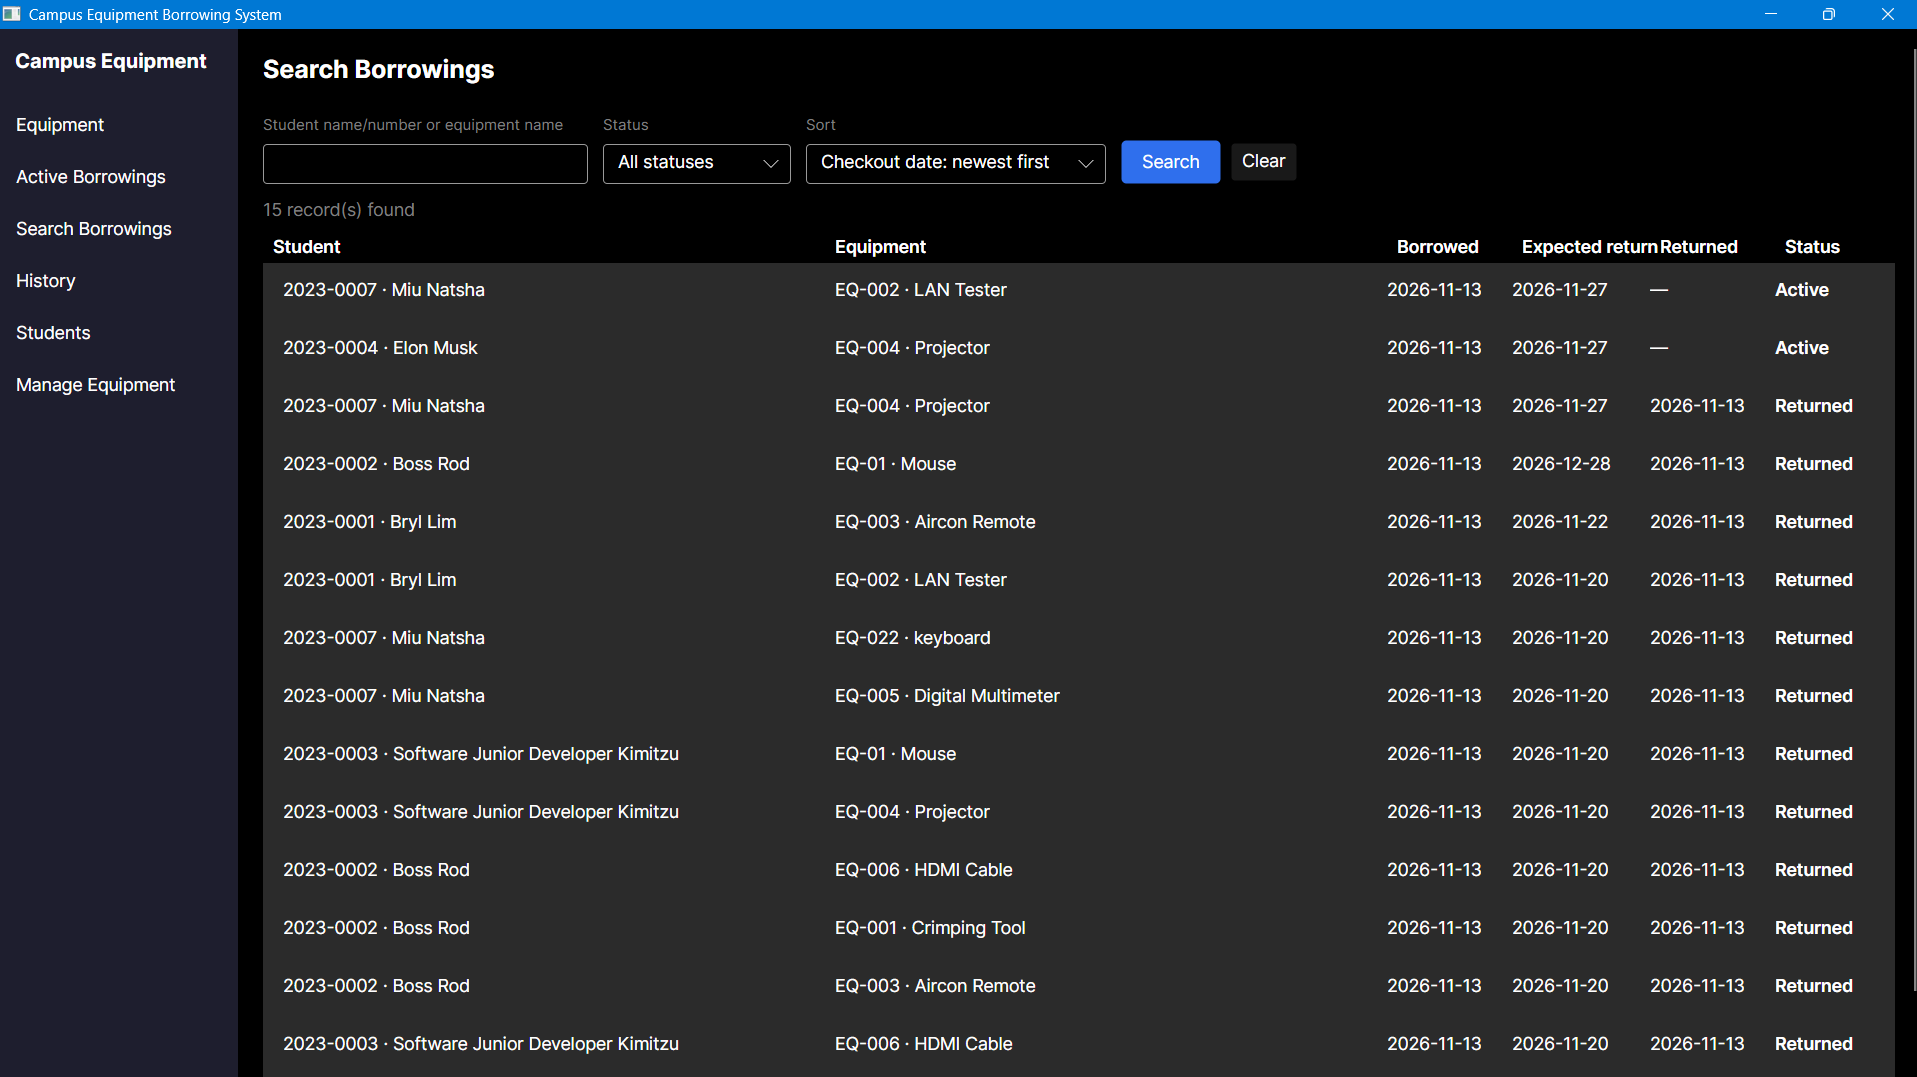 Campus Equipment Borrowing System
Campus Equipment
Equipment
Active Borrowings
Search Borrowings
History
Students
Manage Equipment
Search Borrowings
Student name/number or equipment name Status Sort
All statuses Checkout date: newest first Search Clear
15 record(s) found
Student Equipment Borrowed Expected return Returned Status
2023-0007 · Miu Natsha EQ-002 · LAN Tester 2026-11-13 2026-11-27 — Active
2023-0004 · Elon Musk EQ-004 · Projector 2026-11-13 2026-11-27 — Active
2023-0007 · Miu Natsha EQ-004 · Projector 2026-11-13 2026-11-27 2026-11-13 Returned
2023-0002 · Boss Rod EQ-01 · Mouse 2026-11-13 2026-12-28 2026-11-13 Returned
2023-0001 · Bryl Lim EQ-003 · Aircon Remote 2026-11-13 2026-11-22 2026-11-13 Returned
2023-0001 · Bryl Lim EQ-002 · LAN Tester 2026-11-13 2026-11-20 2026-11-13 Returned
2023-0007 · Miu Natsha EQ-022 · keyboard 2026-11-13 2026-11-20 2026-11-13 Returned
2023-0007 · Miu Natsha EQ-005 · Digital Multimeter 2026-11-13 2026-11-20 2026-11-13 Returned
2023-0003 · Software Junior Developer Kimitzu EQ-01 · Mouse 2026-11-13 2026-11-20 2026-11-13 Returned
2023-0003 · Software Junior Developer Kimitzu EQ-004 · Projector 2026-11-13 2026-11-20 2026-11-13 Returned
2023-0002 · Boss Rod EQ-006 · HDMI Cable 2026-11-13 2026-11-20 2026-11-13 Returned
2023-0002 · Boss Rod EQ-001 · Crimping Tool 2026-11-13 2026-11-20 2026-11-13 Returned
2023-0002 · Boss Rod EQ-003 · Aircon Remote 2026-11-13 2026-11-20 2026-11-13 Returned
2023-0003 · Software Junior Developer Kimitzu EQ-006 · HDMI Cable 2026-11-13 2026-11-20 2026-11-13 Returned